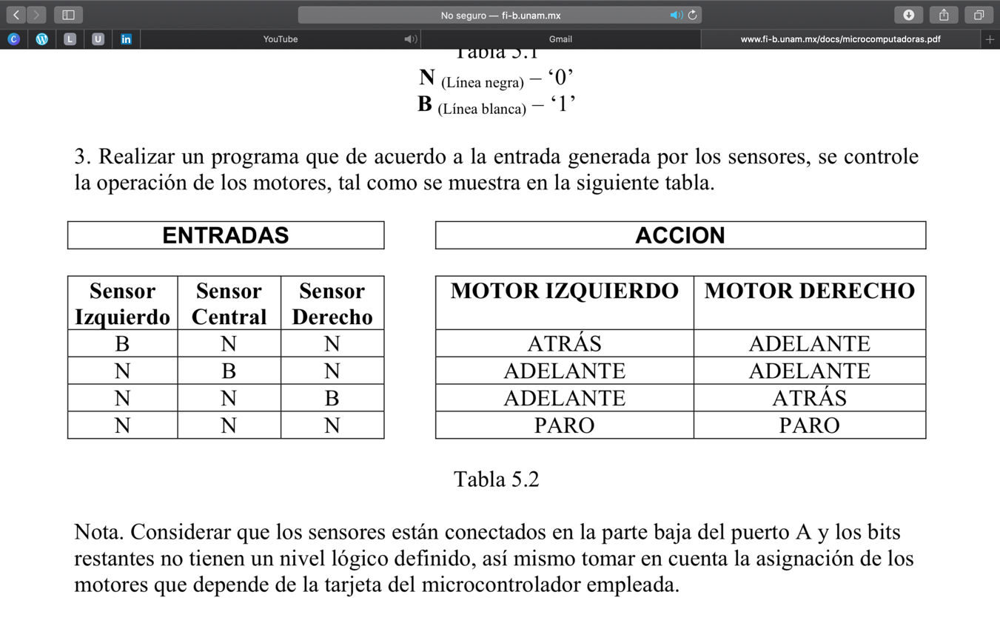 No seguro — fi-b.unam.mx
C L U in YouTube Gmail www.fi-b.unam.mx/docs/microcomputadoras.pdf
Tabla 5.1
N (Línea negra) – ‘0’
B (Línea blanca) – ‘1’
3. Realizar un programa que de acuerdo a la entrada generada por los sensores, se controle
la operación de los motores, tal como se muestra en la siguiente tabla.
ENTRADAS
ACCION
Sensor Izquierdo Sensor Central Sensor Derecho MOTOR IZQUIERDO MOTOR DERECHO
B N N ATRÁS ADELANTE
N B N ADELANTE ADELANTE
N N B ADELANTE ATRÁS
N N N PARO PARO
Tabla 5.2
Nota. Considerar que los sensores están conectados en la parte baja del puerto A y los bits
restantes no tienen un nivel lógico definido, así mismo tomar en cuenta la asignación de los
motores que depende de la tarjeta del microcontrolador empleada.